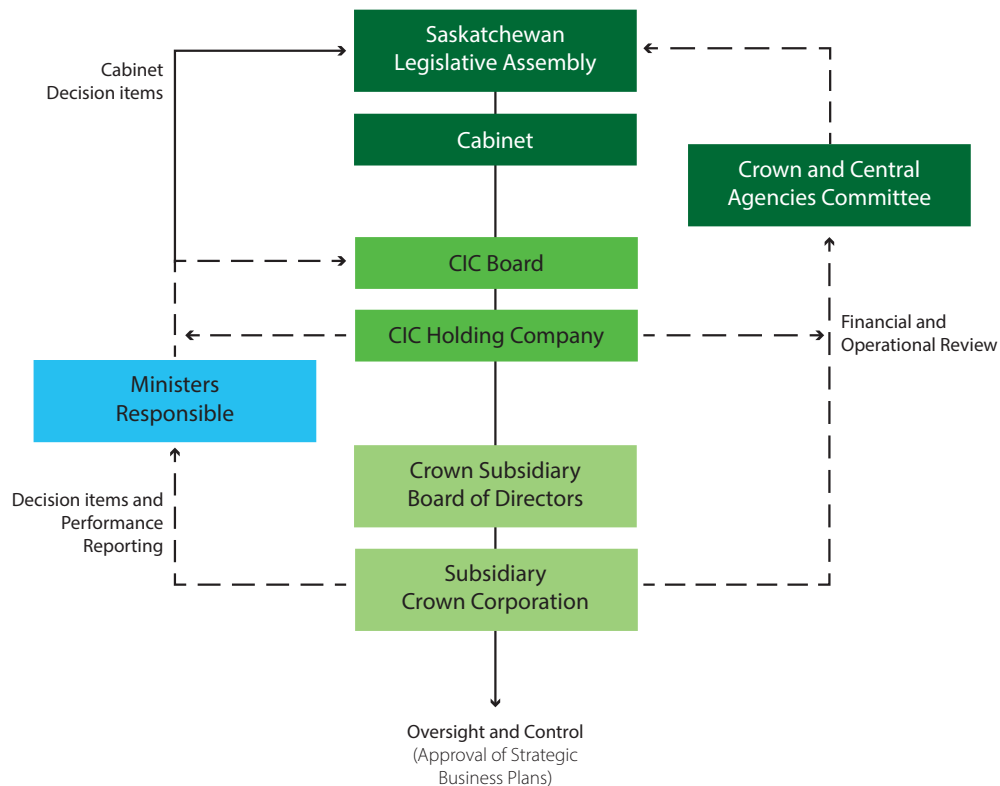 Saskatchewan
Legislative Assembly
Cabinet
Decision items
Cabinet
Crown and Central
Agencies Committee
CIC Board
CIC Holding Company
Financial and
Operational Review
Ministers
Responsible
Crown Subsidiary
Board of Directors
Decision items and
Performance
Reporting
Subsidiary
Crown Corporation
Oversight and Control
(Approval of Strategic
Business Plans)